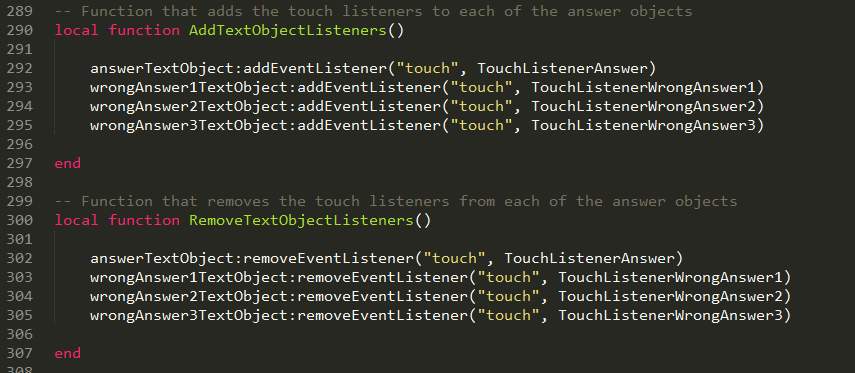 289 -- Function that adds the touch listeners to each of the answer objects
290 local function AddTextObjectListeners()
291
292     answerTextObject:addEventListener("touch", TouchListenerAnswer)
293     wrongAnswer1TextObject:addEventListener("touch", TouchListenerWrongAnswer1)
294     wrongAnswer2TextObject:addEventListener("touch", TouchListenerWrongAnswer2)
295     wrongAnswer3TextObject:addEventListener("touch", TouchListenerWrongAnswer3)
296
297 end
298
299 -- Function that removes the touch listeners from each of the answer objects
300 local function RemoveTextObjectListeners()
301
302     answerTextObject:removeEventListener("touch", TouchListenerAnswer)
303     wrongAnswer1TextObject:removeEventListener("touch", TouchListenerWrongAnswer1)
304     wrongAnswer2TextObject:removeEventListener("touch", TouchListenerWrongAnswer2)
305     wrongAnswer3TextObject:removeEventListener("touch", TouchListenerWrongAnswer3)
306
307 end
308